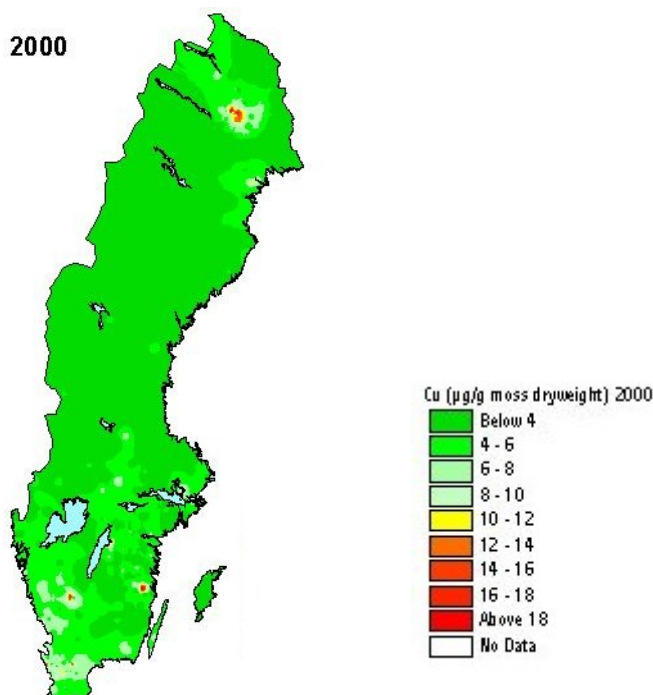 2000
Cu (µg/g moss dryweight) 2000
Below 4
4 - 6
6 - 8
8 - 10
10 - 12
12 - 14
14 - 16
16 - 18
Above 18
No Data